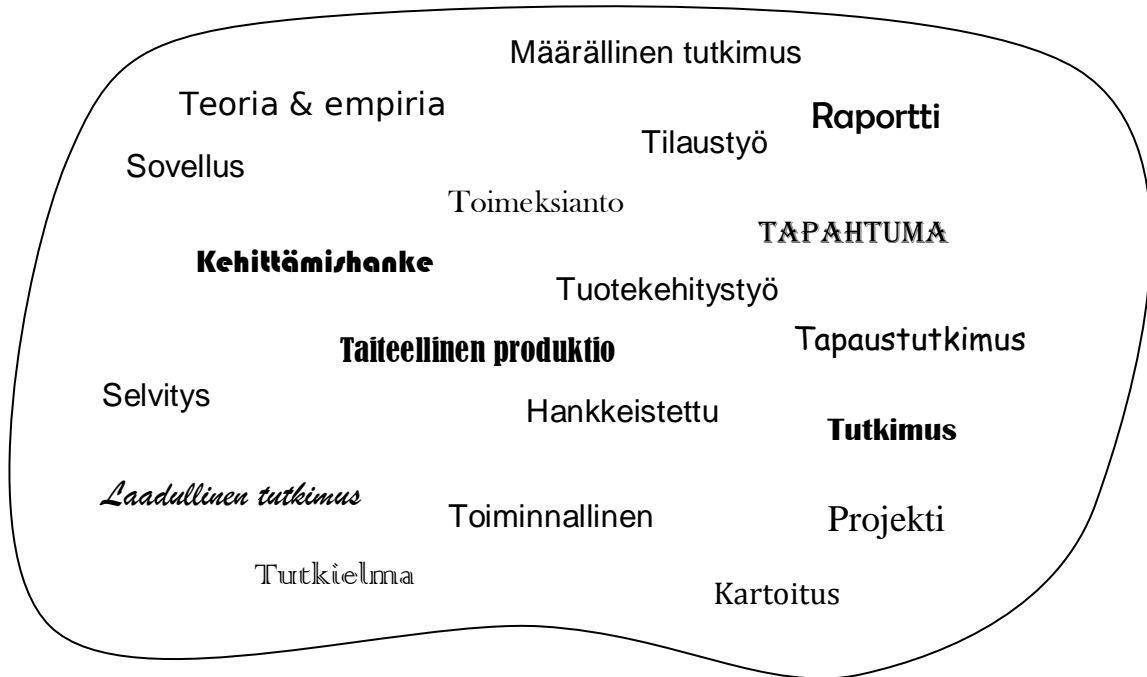 Määrällinen tutkimus
Teoria & empiria
Raportti
Tilaustyö
Sovellus
Toimeksianto
TAPAHTUMA
Kehittämishanke
Tuotekehitystyö
Tapaustutkimus
Taiteellinen produktio
Selvitys
Hankkeistettu
Tutkimus
Laadullinen tutkimus
Toiminnallinen
Projekti
Tutkielma
Kartoitus